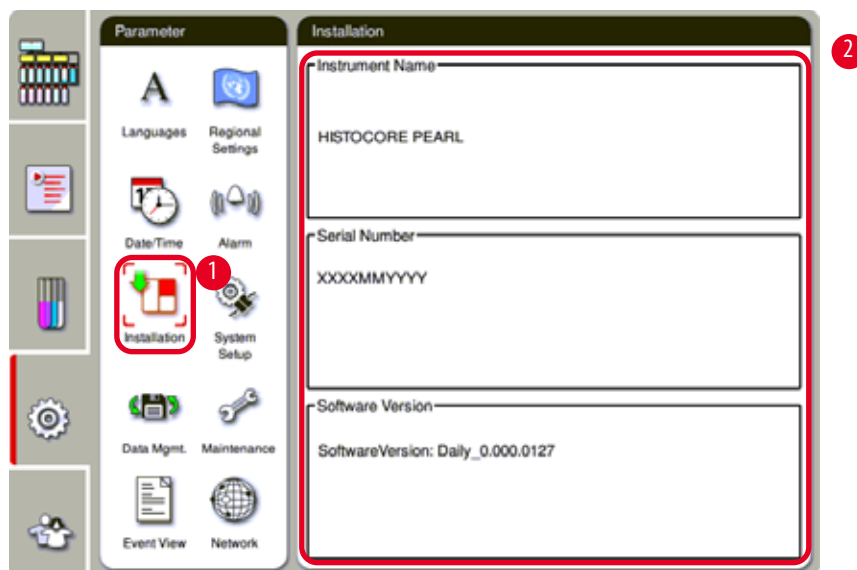 Parameter
A
Languages
Regional
Settings
17
Date/Time
Alarm
1
Installation
System
Setup
Data Mgmt.
Maintenance
Event View
Network
Installation
2
Instrument Name
HISTOCORE PEARL
Serial Number
XXXXMMYYYY
Software Version
SoftwareVersion: Daily_0.000.0127